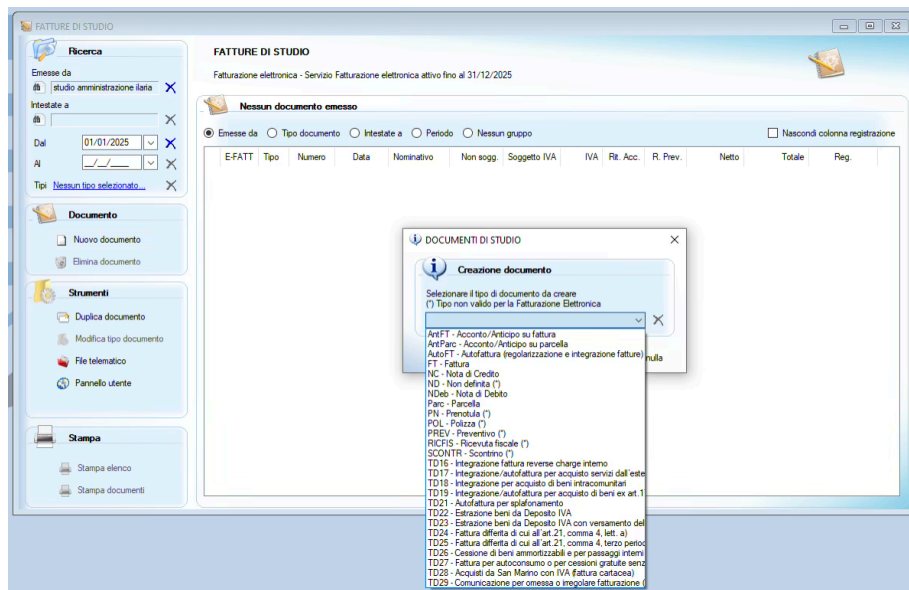 FATTURE DI STUDIO
Ricerca
Emesse da
studio amministrazione ilaria
Intestate a
Dal 01/01/2025
Al _/_/__
Tipi Nessun tipo selezionato...
Documento
Nuovo documento
Elimina documento
Strumenti
Duplica documento
Modifica tipo documento
File telematico
Pannello utente
Stampa
Stampa elenco
Stampa documenti
FATTURE DI STUDIO
Fatturazione elettronica - Servizio Fatturazione elettronica attivo fino al 31/12/2025
Nessun documento emesso
Emesse da Tipo documento Intestate a Periodo Nessun gruppo Nascondi colonna registrazione
E-FATT Tipo Numero Data Nominativo Non sogg. Soggetto IVA IVA Rit. Acc. R. Prev. Netto Totale Reg.
DOCUMENTI DI STUDIO
Creazione documento
Selezionare il tipo di documento da creare
(*) Tipo non valido per la Fatturazione Elettronica
nulla
AntFT - Acconto/Anticipo su fattura
AntParc - Acconto/Anticipo su parcella
AutoFT - Autofattura (regolarizzazione e integrazione fatture)
FT - Fattura
NC - Nota di Credito
ND - Non definita (*)
NDeb - Nota di Debito
Parc - Parcella
PN - Prenotula (*)
POL - Polizza (*)
PREV - Preventivo (*)
RICFIS - Ricevuta fiscale (*)
SCONTR - Scontrino (*)
TD16 - Integrazione fattura reverse charge interno
TD17 - Integrazione/autofattura per acquisto servizi dall'este
TD18 - Integrazione per acquisto di beni intracomunitari
TD19 - Integrazione/autofattura per acquisto di beni ex art.1
TD21 - Autofattura per splafonamento
TD22 - Estrazione beni da Deposito IVA
TD23 - Estrazione beni da Deposito IVA con versamento del
TD24 - Fattura differita di cui all'art.21, comma 4, lett. a)
TD25 - Fattura differita di cui all'art.21, comma 4, terzo period
TD26 - Cessione di beni ammortizzabili e per passaggi interni
TD27 - Fattura per autoconsumo o per cessioni gratuite senz
TD28 - Acquisti da San Marino con IVA (fattura cartacea)
TD29 - Comunicazione per omessa o irregolare fatturazione (